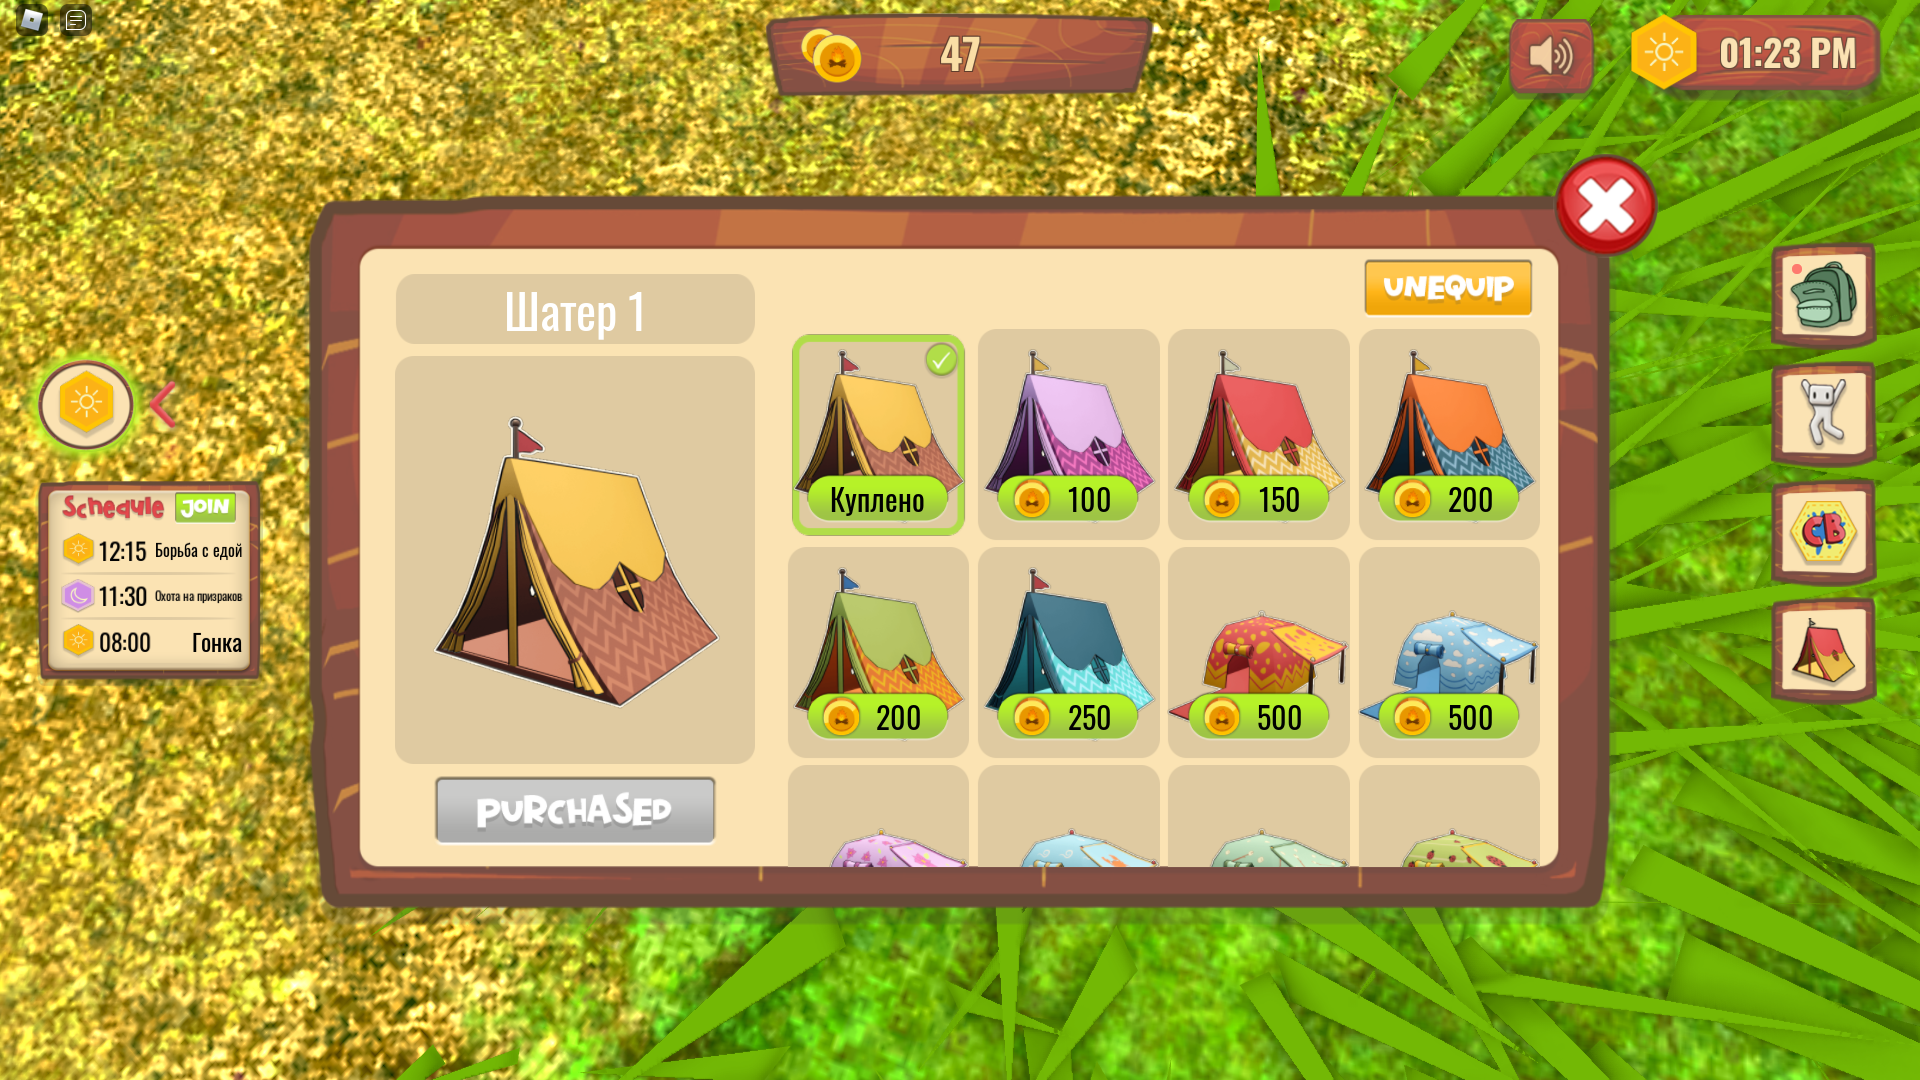 47
01:23 PM
Шатер 1
UNEQUIP
Куплено
100
150
200
Schedule JOIN
12:15 Борьба с едой
11:30 Охота на призраков
08:00 Гонка
CB
200
250
500
500
PURCHASED